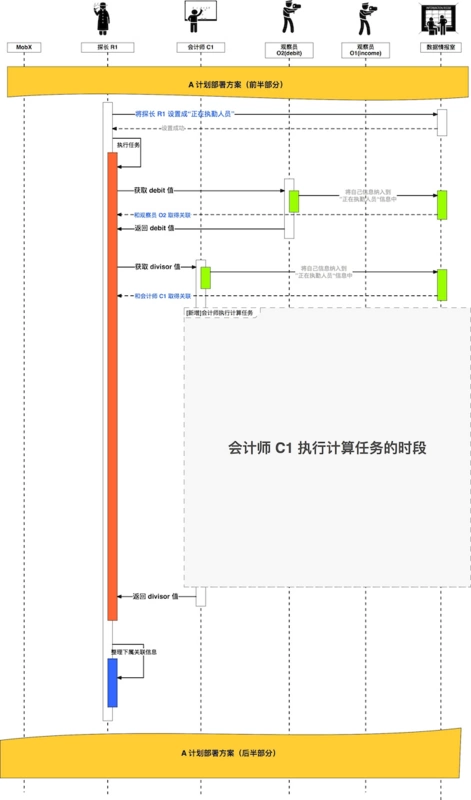 MobX
探长 R1
会计师 C1
观察员
O2(debit)
观察员
O1(income)
数据情报室
A 计划部署方案（前半部分）
将探长 R1 设置成“正在执勤人员”
设置成功
执行任务
获取 debit 值
将自己信息纳入到
“正在执勤人员”信息中
和观察员 O2 取得关联
返回 debit 值
获取 divisor 值
将自己信息纳入到
“正在执勤人员”信息中
和会计师 C1 取得关联
[新增]会计师执行计算任务
会计师 C1 执行计算任务的时段
返回 divisor 值
整理下属关联信息
A 计划部署方案（后半部分）